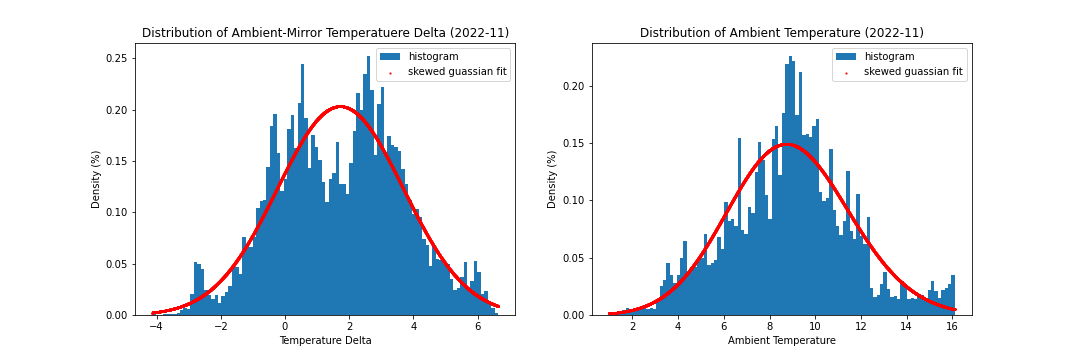 Distribution of Ambient-Mirror Temperatuere Delta (2022-11)
histogram
skewed guassian fit
Density (%)
0.25
0.20
0.15
0.10
0.05
0.00
−4
−2
0
2
4
6
Temperature Delta
Distribution of Ambient Temperature (2022-11)
histogram
skewed guassian fit
Density (%)
0.20
0.15
0.10
0.05
0.00
2
4
6
8
10
12
14
16
Ambient Temperature